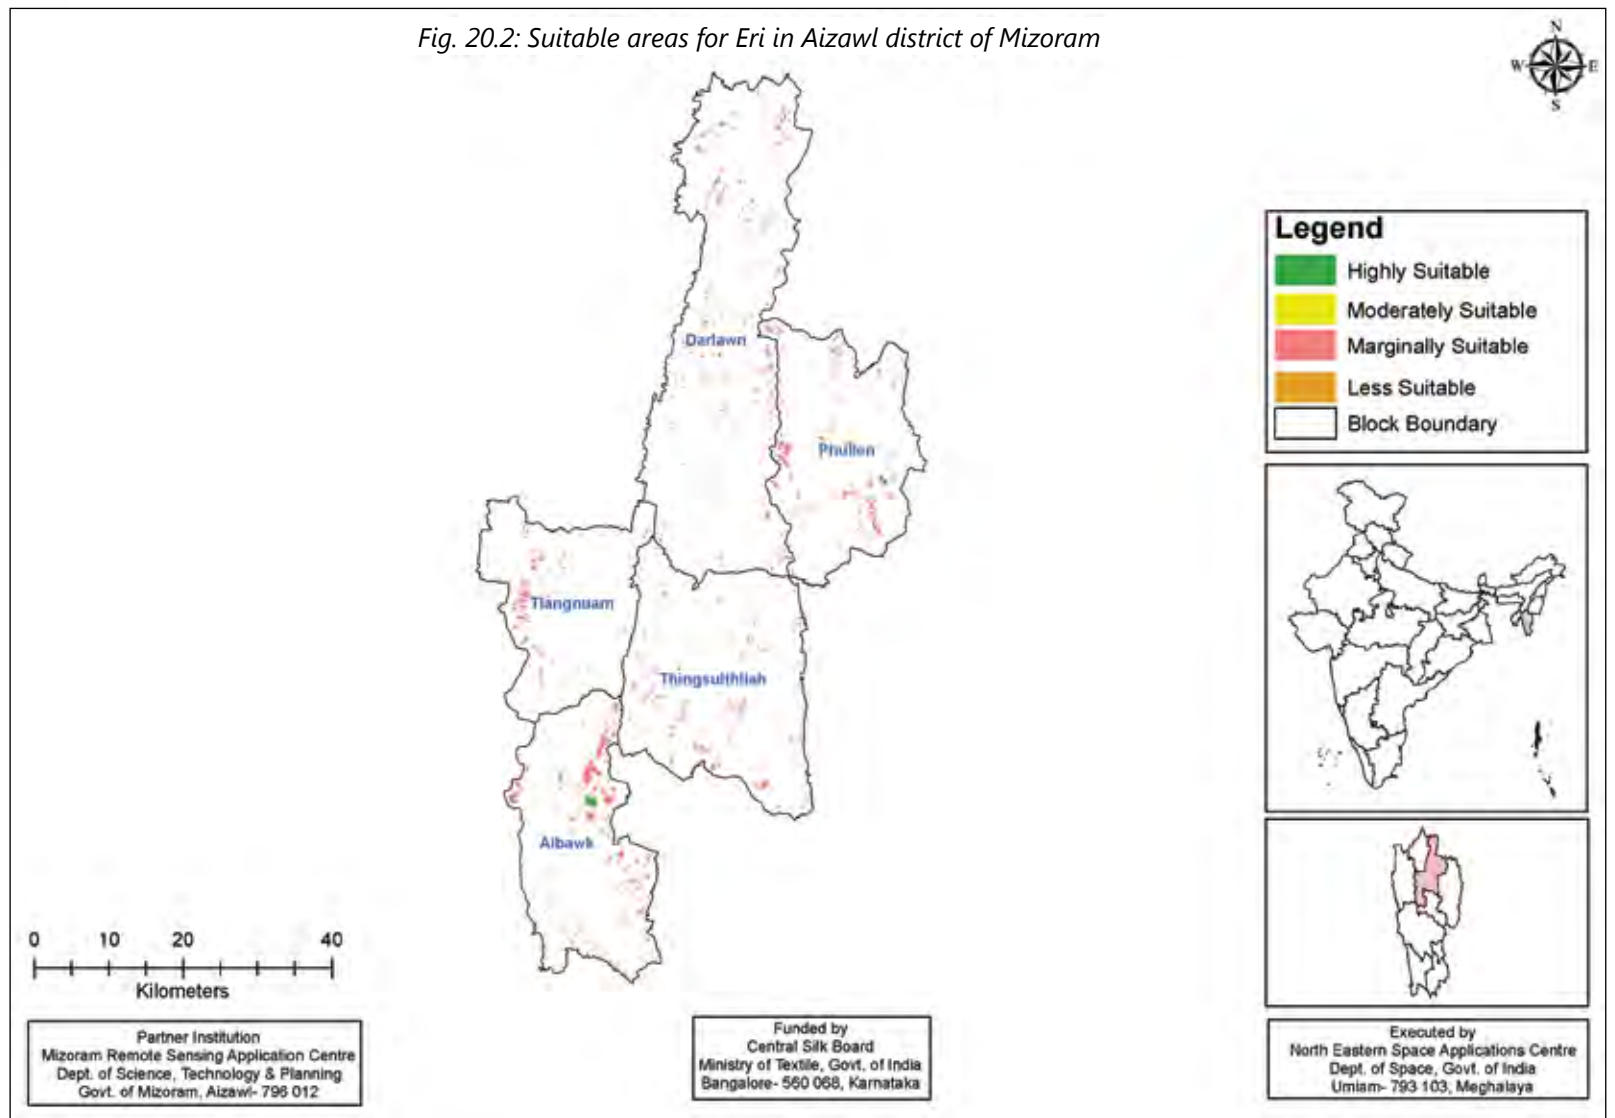 Fig. 20.2: Suitable areas for Eri in Aizawl district of Mizoram
N
W
E
S
Legend
Highly Suitable
Moderately Suitable
Marginally Suitable
Less Suitable
Block Boundary
Darlawn
Phullen
Tlangnuam
Thingsulthliah
Aibawk
0 10 20 40
Kilometers
Partner Institution
Mizoram Remote Sensing Application Centre
Dept. of Science, Technology & Planning
Govt. of Mizoram, Aizawl- 796 012
Funded by
Central Silk Board
Ministry of Textile, Govt. of India
Bangalore- 560 068, Karnataka
Executed by
North Eastern Space Applications Centre
Dept. of Space, Govt. of India
Umiam- 793 103, Meghalaya